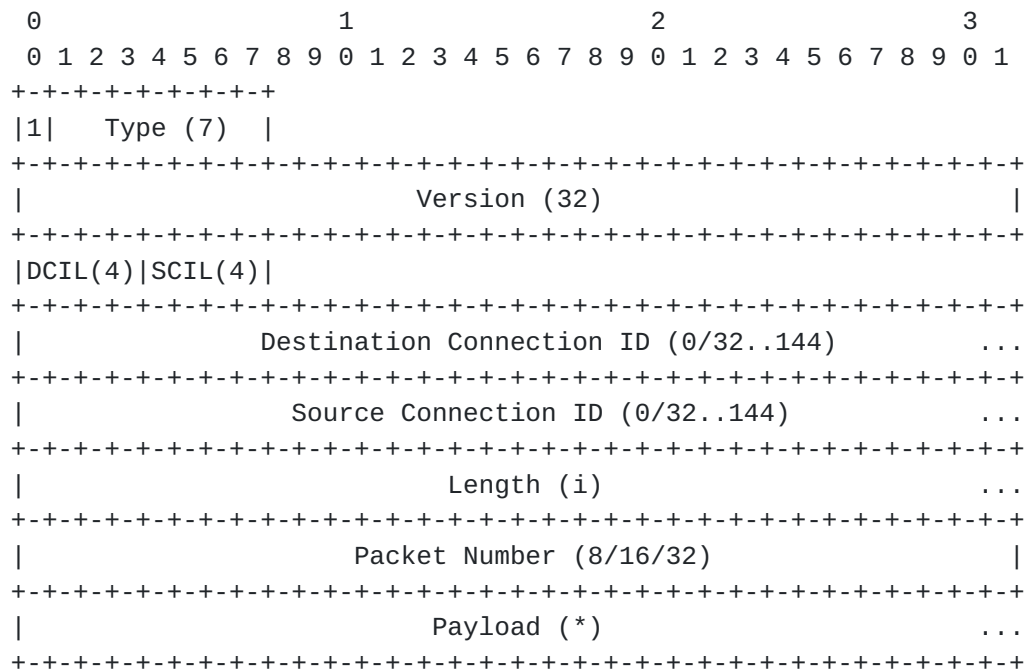 0                   1                   2                   3
 0 1 2 3 4 5 6 7 8 9 0 1 2 3 4 5 6 7 8 9 0 1 2 3 4 5 6 7 8 9 0 1
+-+-+-+-+-+-+-+-+
|1|   Type (7)  |
+-+-+-+-+-+-+-+-+-+-+-+-+-+-+-+-+-+-+-+-+-+-+-+-+-+-+-+-+-+-+-+-+
|                         Version (32)                          |
+-+-+-+-+-+-+-+-+-+-+-+-+-+-+-+-+-+-+-+-+-+-+-+-+-+-+-+-+-+-+-+-+
|DCIL(4)|SCIL(4)|
+-+-+-+-+-+-+-+-+-+-+-+-+-+-+-+-+-+-+-+-+-+-+-+-+-+-+-+-+-+-+-+-+
|               Destination Connection ID (0/32..144)         ...
+-+-+-+-+-+-+-+-+-+-+-+-+-+-+-+-+-+-+-+-+-+-+-+-+-+-+-+-+-+-+-+-+
|                 Source Connection ID (0/32..144)            ...
+-+-+-+-+-+-+-+-+-+-+-+-+-+-+-+-+-+-+-+-+-+-+-+-+-+-+-+-+-+-+-+-+
|                           Length (i)                        ...
+-+-+-+-+-+-+-+-+-+-+-+-+-+-+-+-+-+-+-+-+-+-+-+-+-+-+-+-+-+-+-+-+
|                     Packet Number (8/16/32)                   |
+-+-+-+-+-+-+-+-+-+-+-+-+-+-+-+-+-+-+-+-+-+-+-+-+-+-+-+-+-+-+-+-+
|                          Payload (*)                        ...
+-+-+-+-+-+-+-+-+-+-+-+-+-+-+-+-+-+-+-+-+-+-+-+-+-+-+-+-+-+-+-+-+